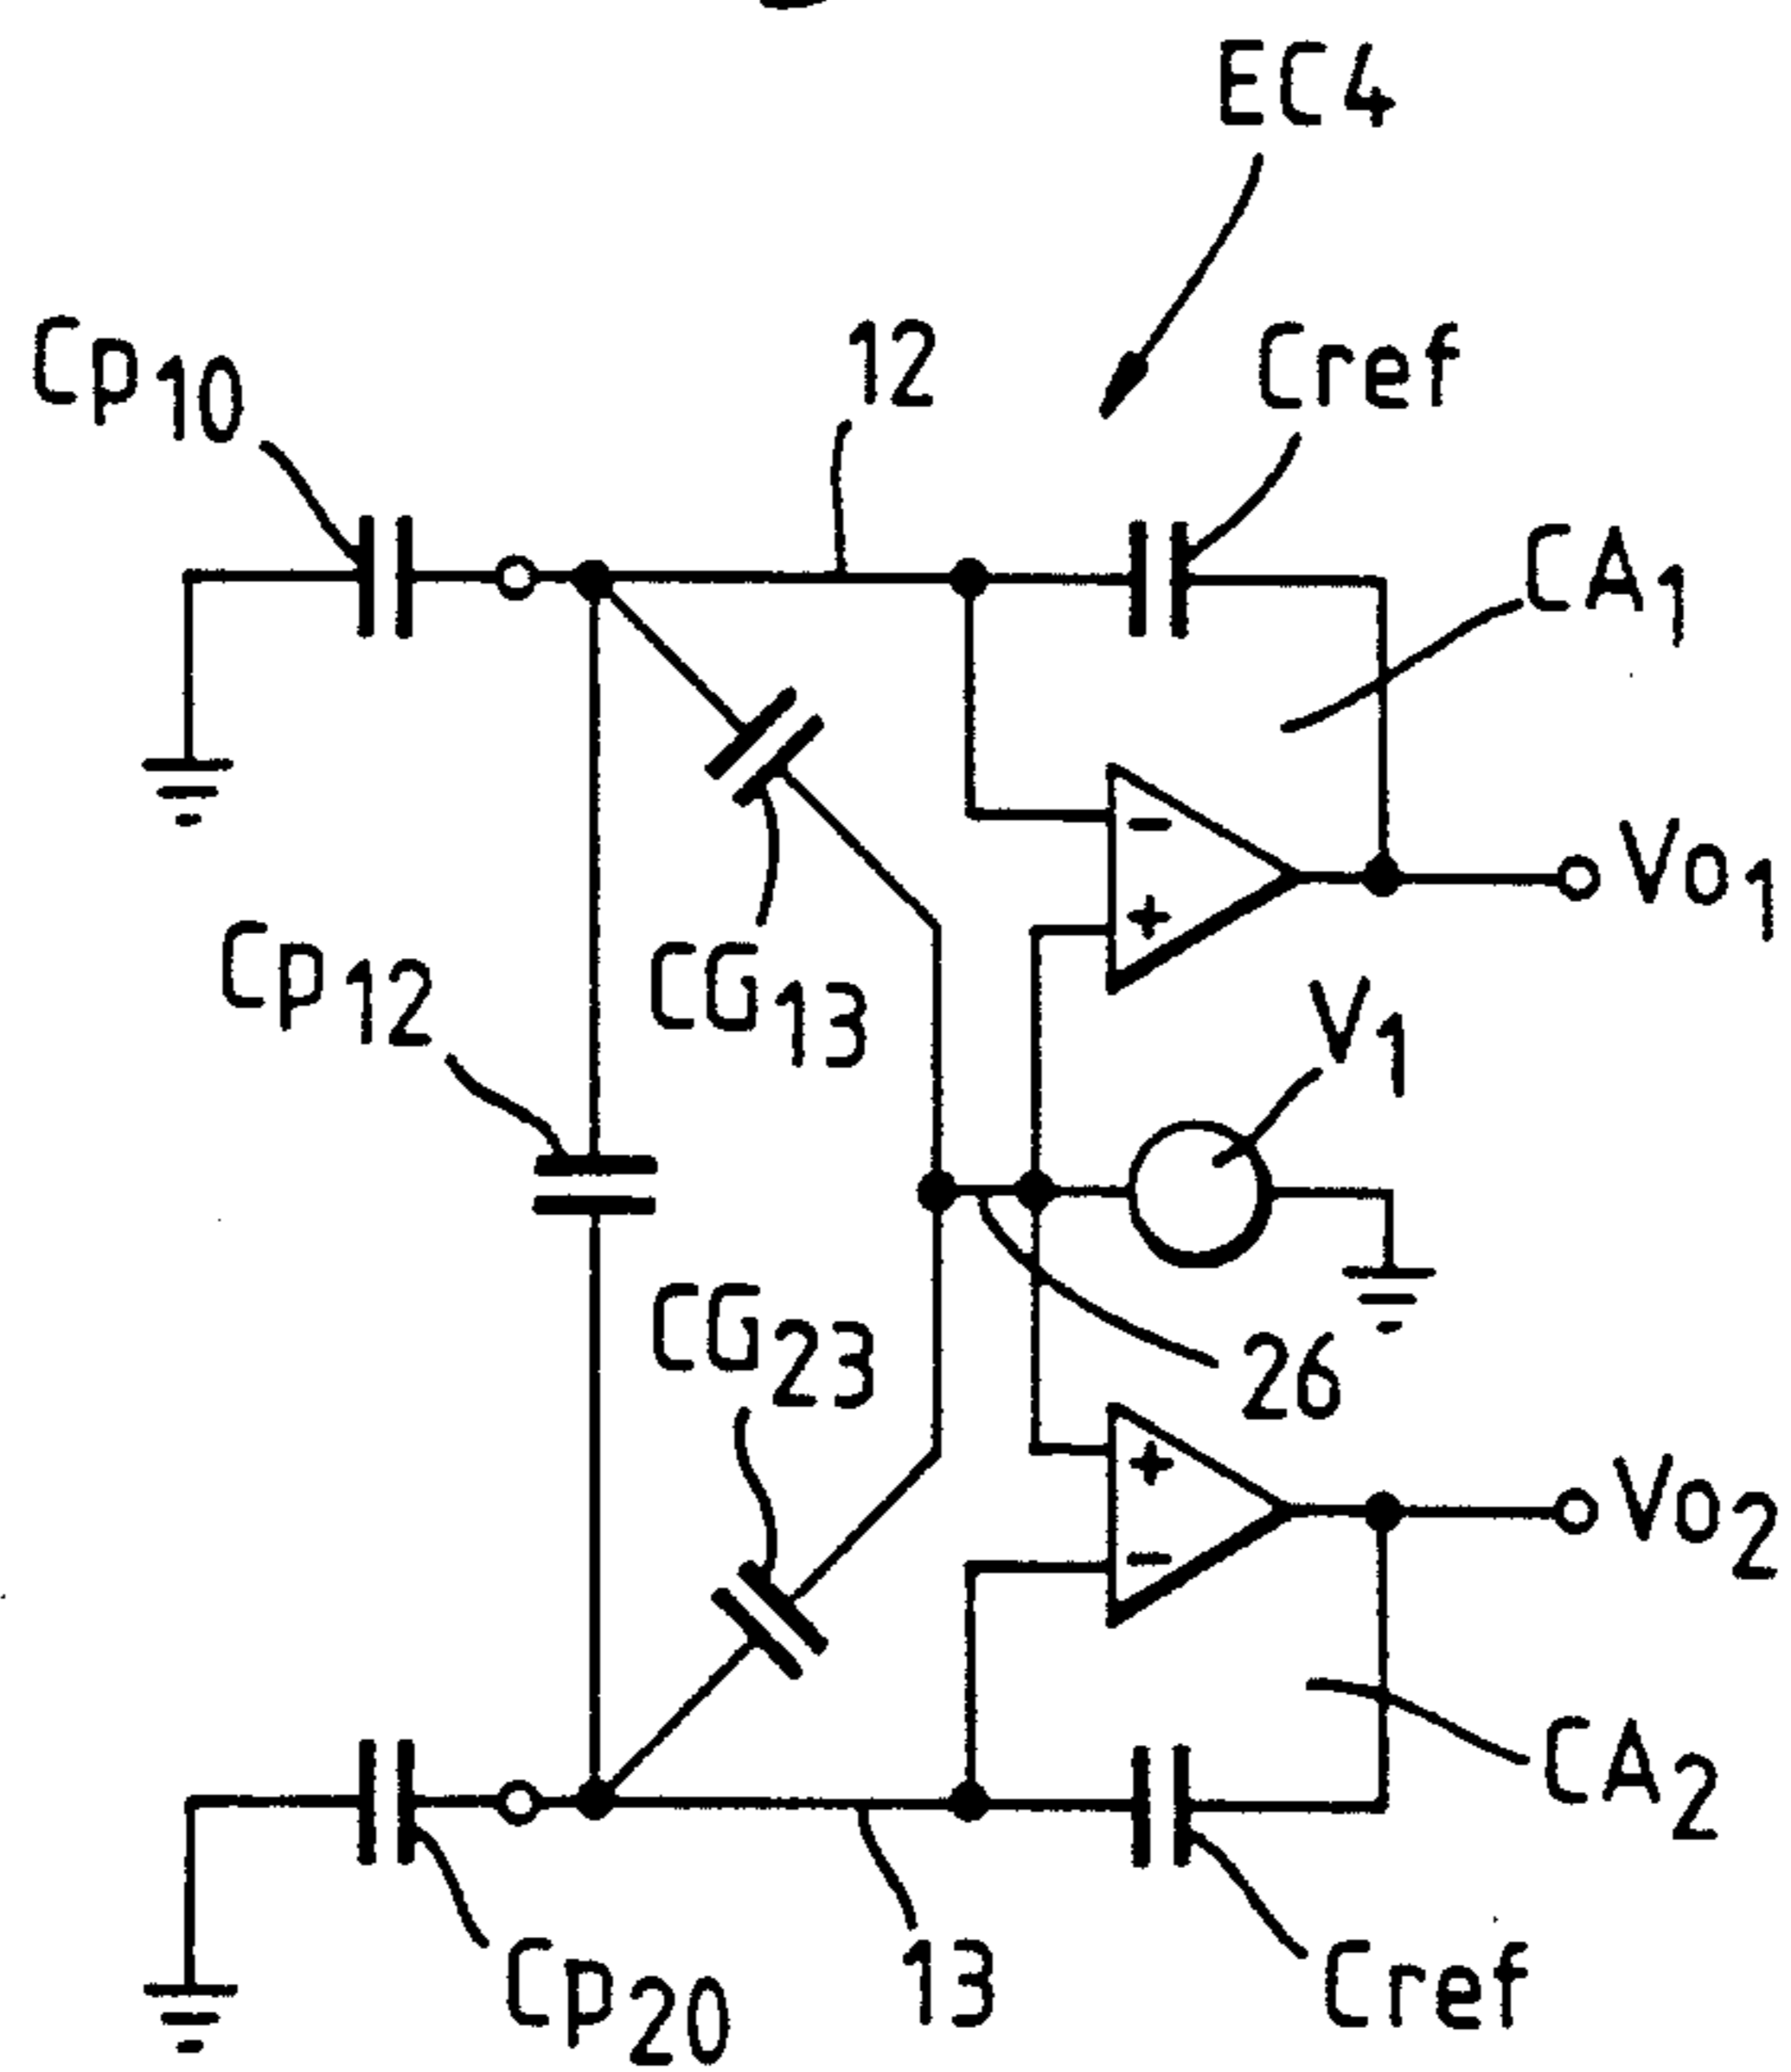 EC4
Cp10
12
Cref
CA1
-
Vo1
+
Cp12
CG13
V1
CG23
26
+
Vo2
-
CA2
Cp20
13
Cref